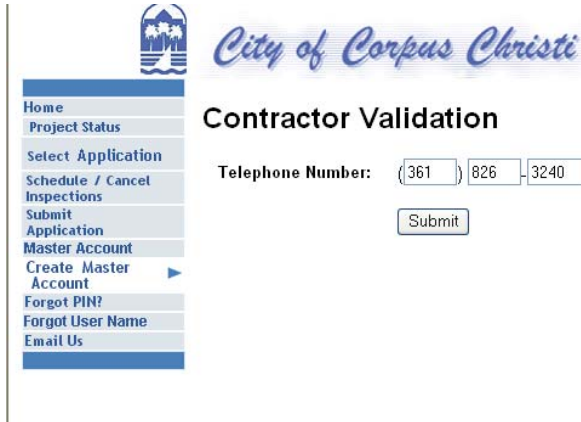 City of Corpus Christi
Home
Project Status
Select Application
Schedule / Cancel
Inspections
Submit
Application
Master Account
Create Master
Account
Forgot PIN?
Forgot User Name
Email Us
Contractor Validation
Telephone Number: (361) 826-3240
Submit